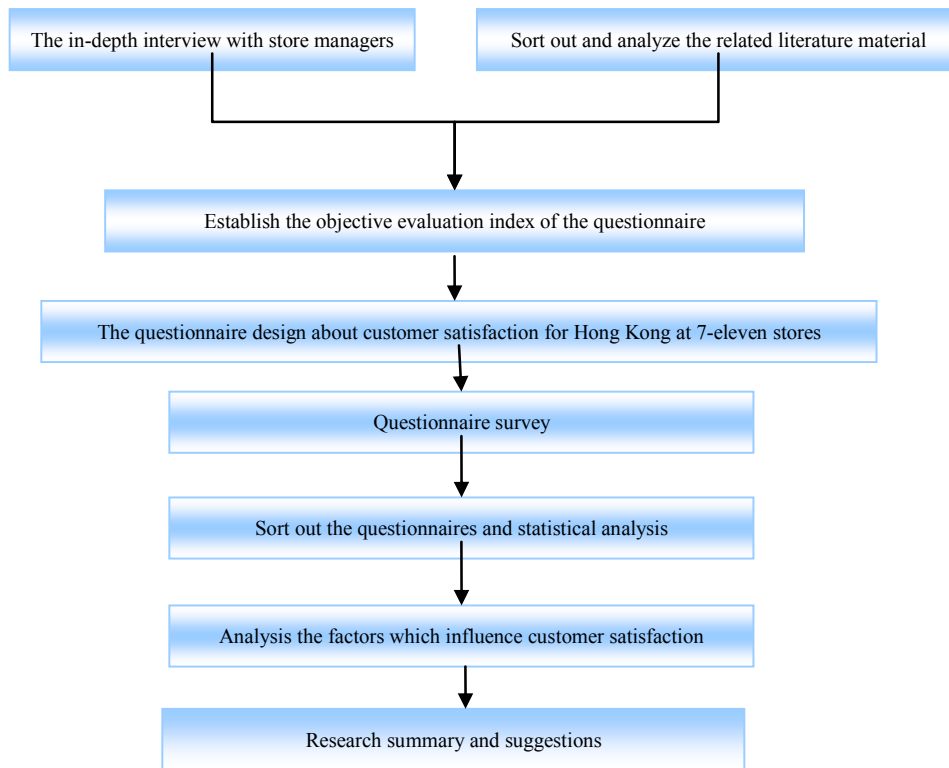 The in-depth interview with store managers
Sort out and analyze the related literature material
Establish the objective evaluation index of the questionnaire
The questionnaire design about customer satisfaction for Hong Kong at 7-eleven stores
Questionnaire survey
Sort out the questionnaires and statistical analysis
Analysis the factors which influence customer satisfaction
Research summary and suggestions